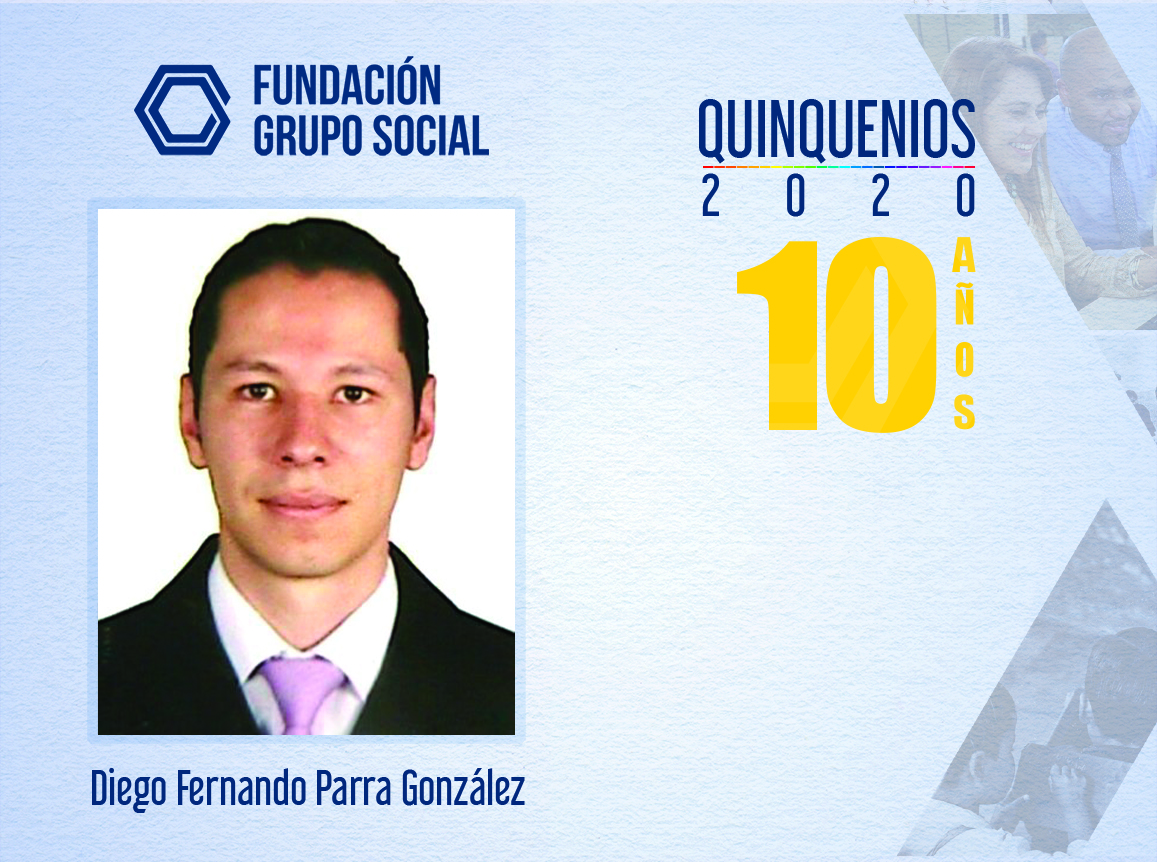 FUNDACIÓN
GRUPO SOCIAL
QUINQUENIOS
2020
10 AÑOS
Diego Fernando Parra González